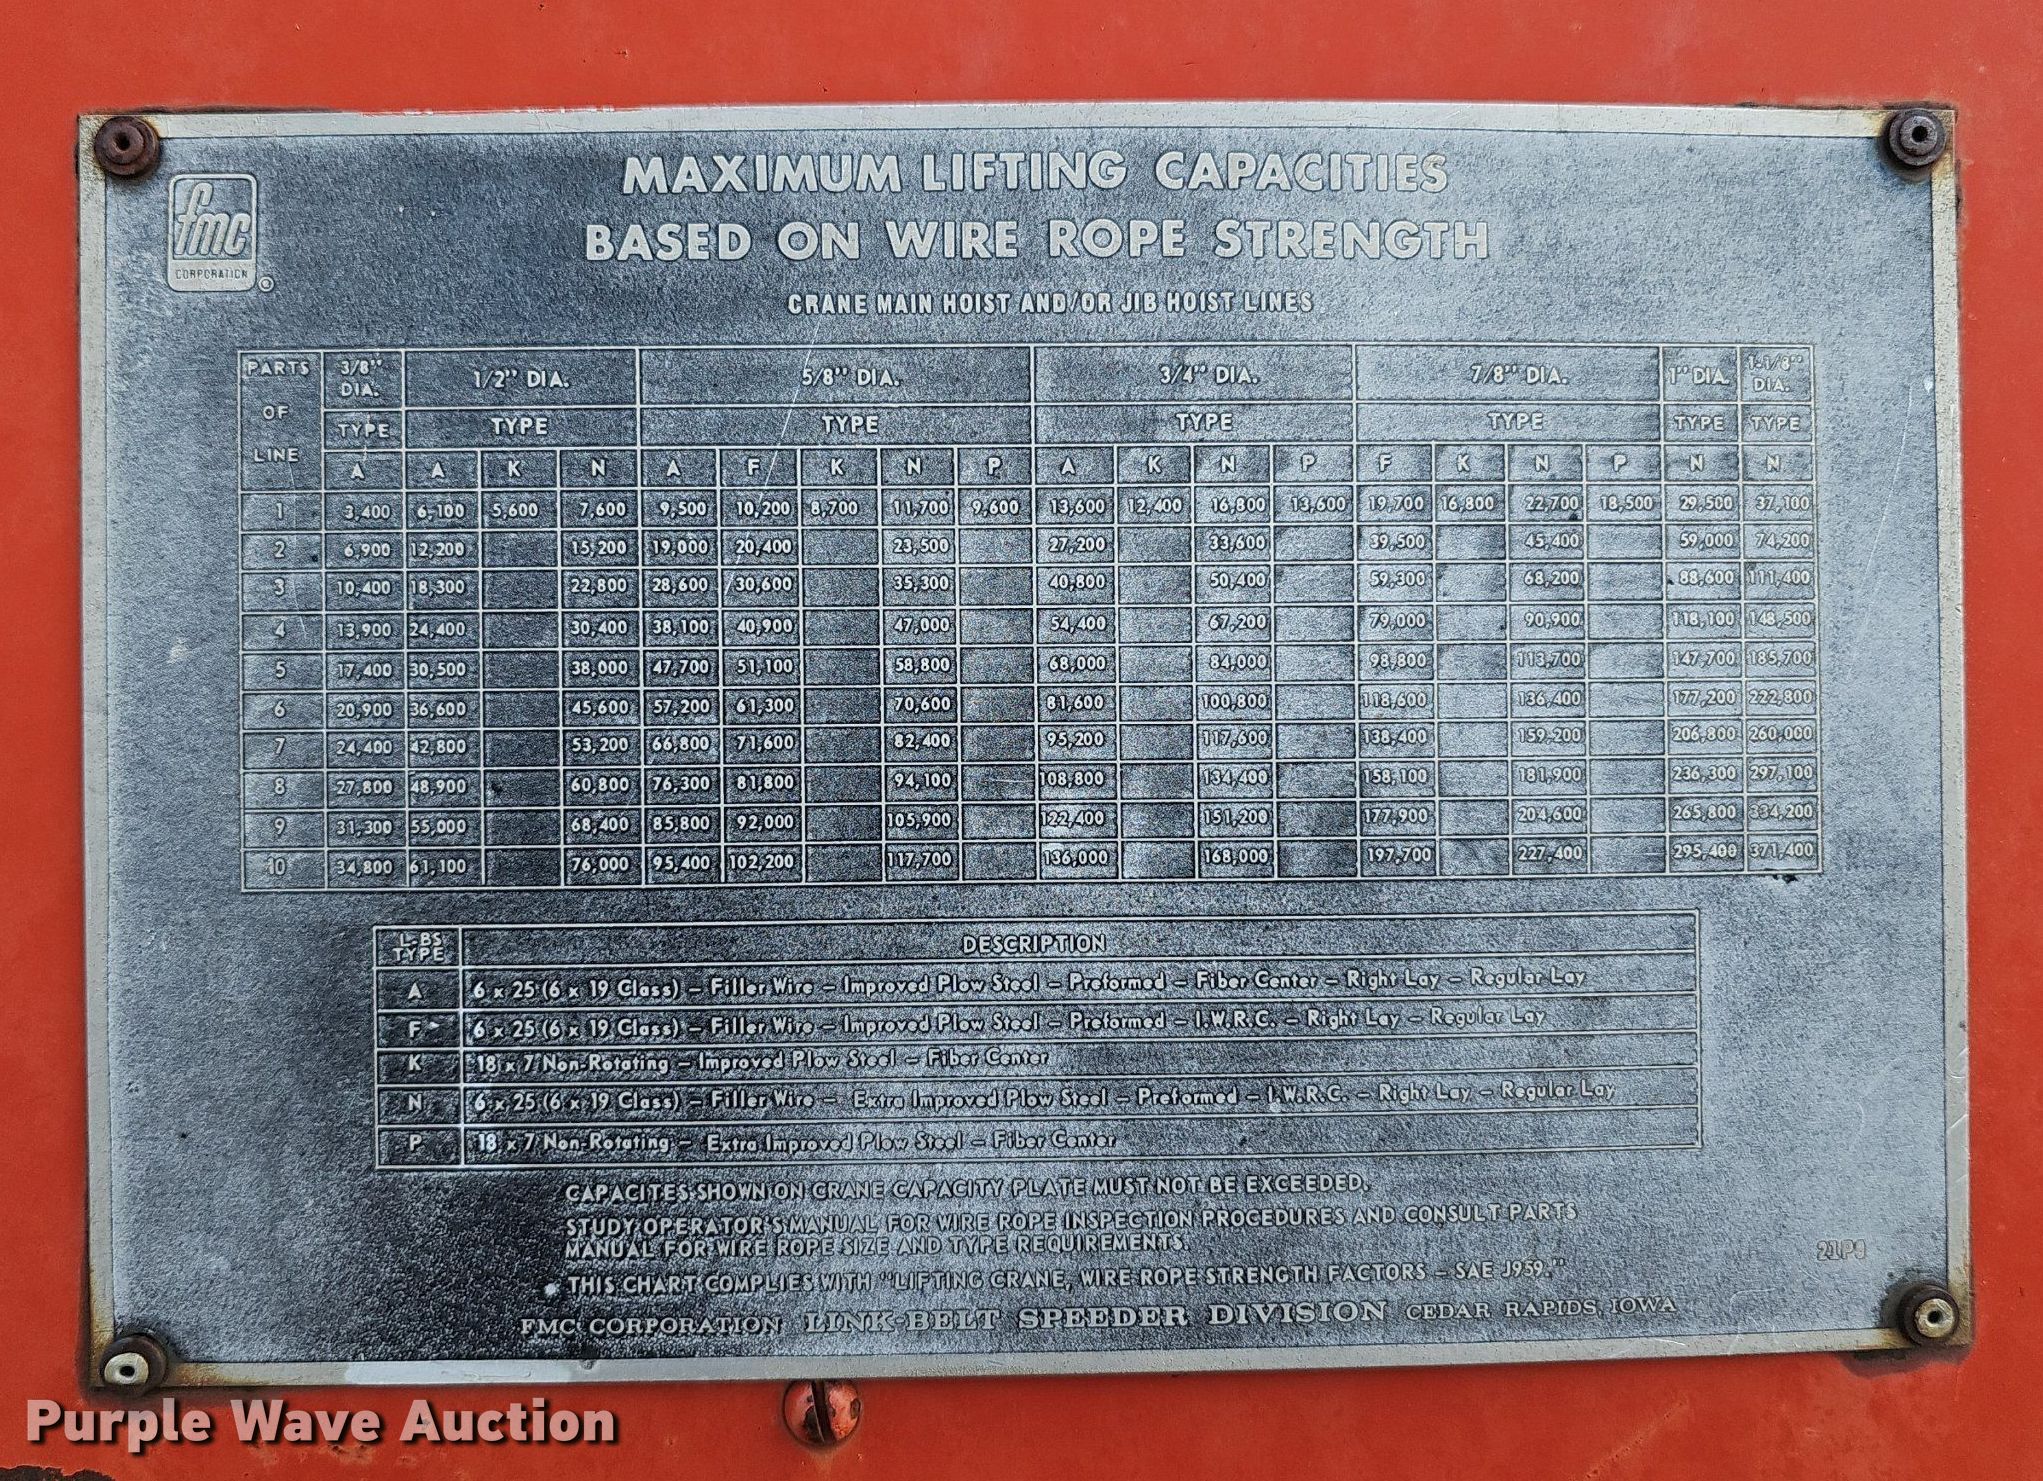 fmc
CORPORATION
®
MAXIMUM LIFTING CAPACITIES
BASED ON WIRE ROPE STRENGTH
CRANE MAIN HOIST AND/OR JIB HOIST LINES
PARTS OF LINE 3/8" DIA. 1/2" DIA. 5/8" DIA. 3/4" DIA. 7/8" DIA. 1" DIA. 1-1/8" DIA.
TYPE TYPE TYPE TYPE TYPE TYPE TYPE
A A K N A F K N P A K N P F K N P N N
1 3,400 6,100 5,600 7,600 9,500 10,200 8,700 11,700 9,600 13,600 12,400 16,800 13,600 19,700 16,800 22,700 18,500 29,500 37,100
2 6,900 12,200 15,200 19,000 20,400 23,500 27,200 33,600 39,500 45,400 59,000 74,200
3 10,400 18,300 22,800 28,600 30,600 35,300 40,800 50,400 59,300 68,200 88,600 111,400
4 13,900 24,400 30,400 38,100 40,900 47,000 54,400 67,200 79,000 90,900 118,100 148,500
5 17,400 30,500 38,000 47,700 51,100 58,800 68,000 84,000 98,800 113,700 147,700 185,700
6 20,900 36,600 45,600 57,200 61,300 70,600 81,600 100,800 118,600 136,400 177,200 222,800
7 24,400 42,800 53,200 66,800 71,600 82,400 95,200 117,600 138,400 159,200 206,800 260,000
8 27,800 48,900 60,800 76,300 81,800 94,100 108,800 134,400 158,100 181,900 236,300 297,100
9 31,300 55,000 68,400 85,800 92,000 105,900 122,400 151,200 177,900 204,600 265,800 334,200
10 34,800 61,100 76,000 95,400 102,200 117,700 136,000 168,000 197,700 227,400 295,400 371,400
L-BS TYPE DESCRIPTION
A 6 x 25 (6 x 19 Class) – Filler Wire – Improved Plow Steel – Preformed – Fiber Center – Right Lay – Regular Lay
F 6 x 25 (6 x 19 Class) – Filler Wire – Improved Plow Steel – Preformed – I.W.R.C. – Right Lay – Regular Lay
K 18 x 7 Non-Rotating – Improved Plow Steel – Fiber Center
N 6 x 25 (6 x 19 Class) – Filler Wire – Extra Improved Plow Steel – Preformed – I.W.R.C. – Right Lay – Regular Lay
P 18 x 7 Non-Rotating – Extra Improved Plow Steel – Fiber Center
CAPACITES SHOWN ON CRANE CAPACITY PLATE MUST NOT BE EXCEEDED.
STUDY OPERATOR'S MANUAL FOR WIRE ROPE INSPECTION PROCEDURES AND CONSULT PARTS
MANUAL FOR WIRE ROPE SIZE AND TYPE REQUIREMENTS.
THIS CHART COMPLIES WITH "LIFTING CRANE, WIRE ROPE STRENGTH FACTORS – SAE J959."
21P9
FMC CORPORATION LINK-BELT SPEEDER DIVISION CEDAR RAPIDS, IOWA
Purple Wave Auction